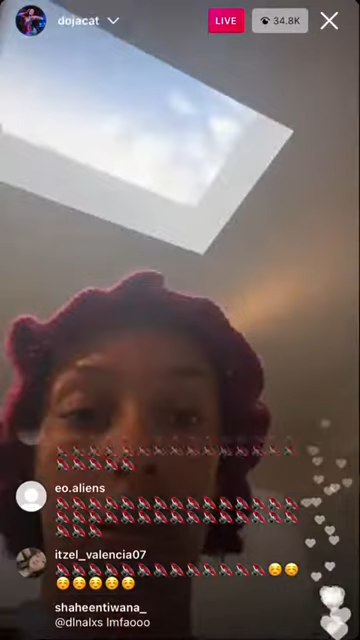 dojacat
LIVE
34.8K
eo.aliens
itzel_valencia07
shaheentiwana_
@dlnalxs lmfaooo